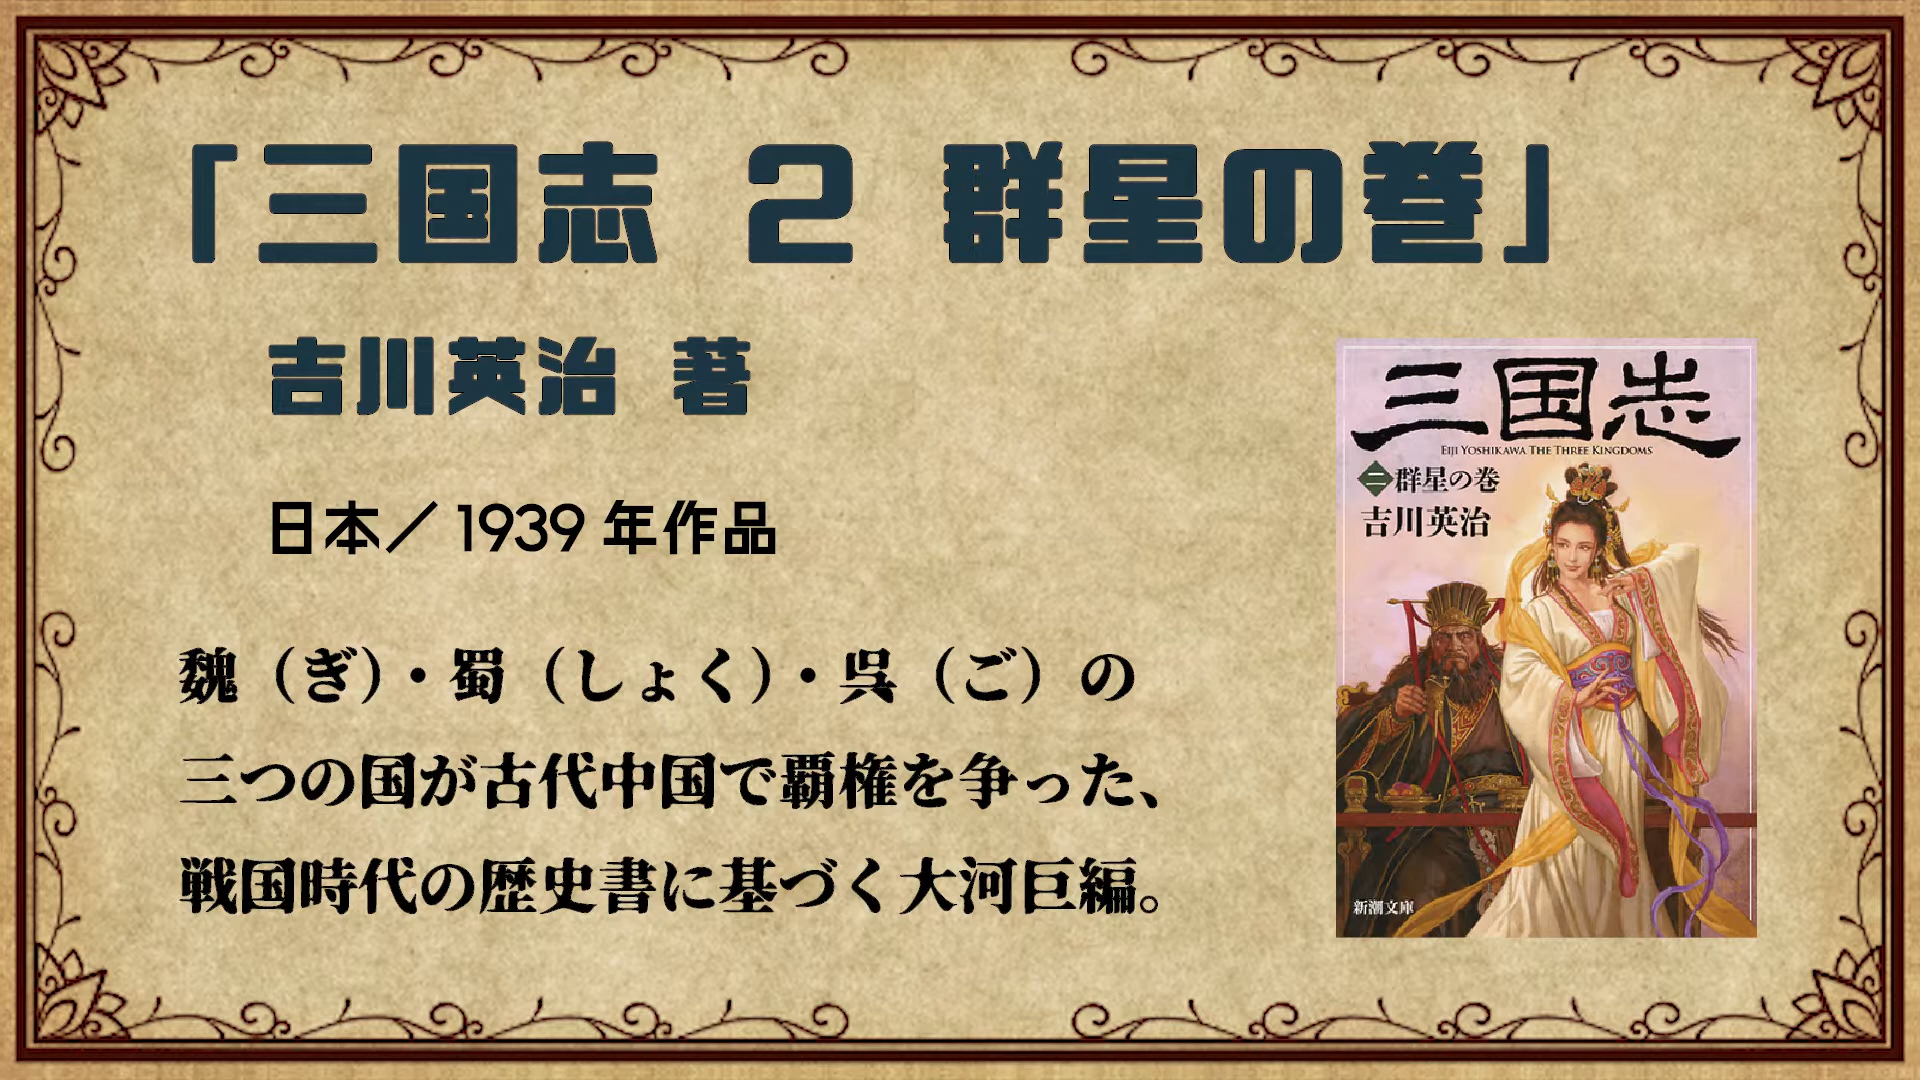 「三国志 2 群星の巻」
吉川英治 著
日本／1939年作品
魏（ぎ）・蜀（しょく）・呉（ご）の
三つの国が古代中国で覇権を争った、
戦国時代の歴史書に基づく大河巨編。
三国志
EIJI YOSHIKAWA THE THREE KINGDOMS
二 群星の巻
吉川英治
新潮文庫